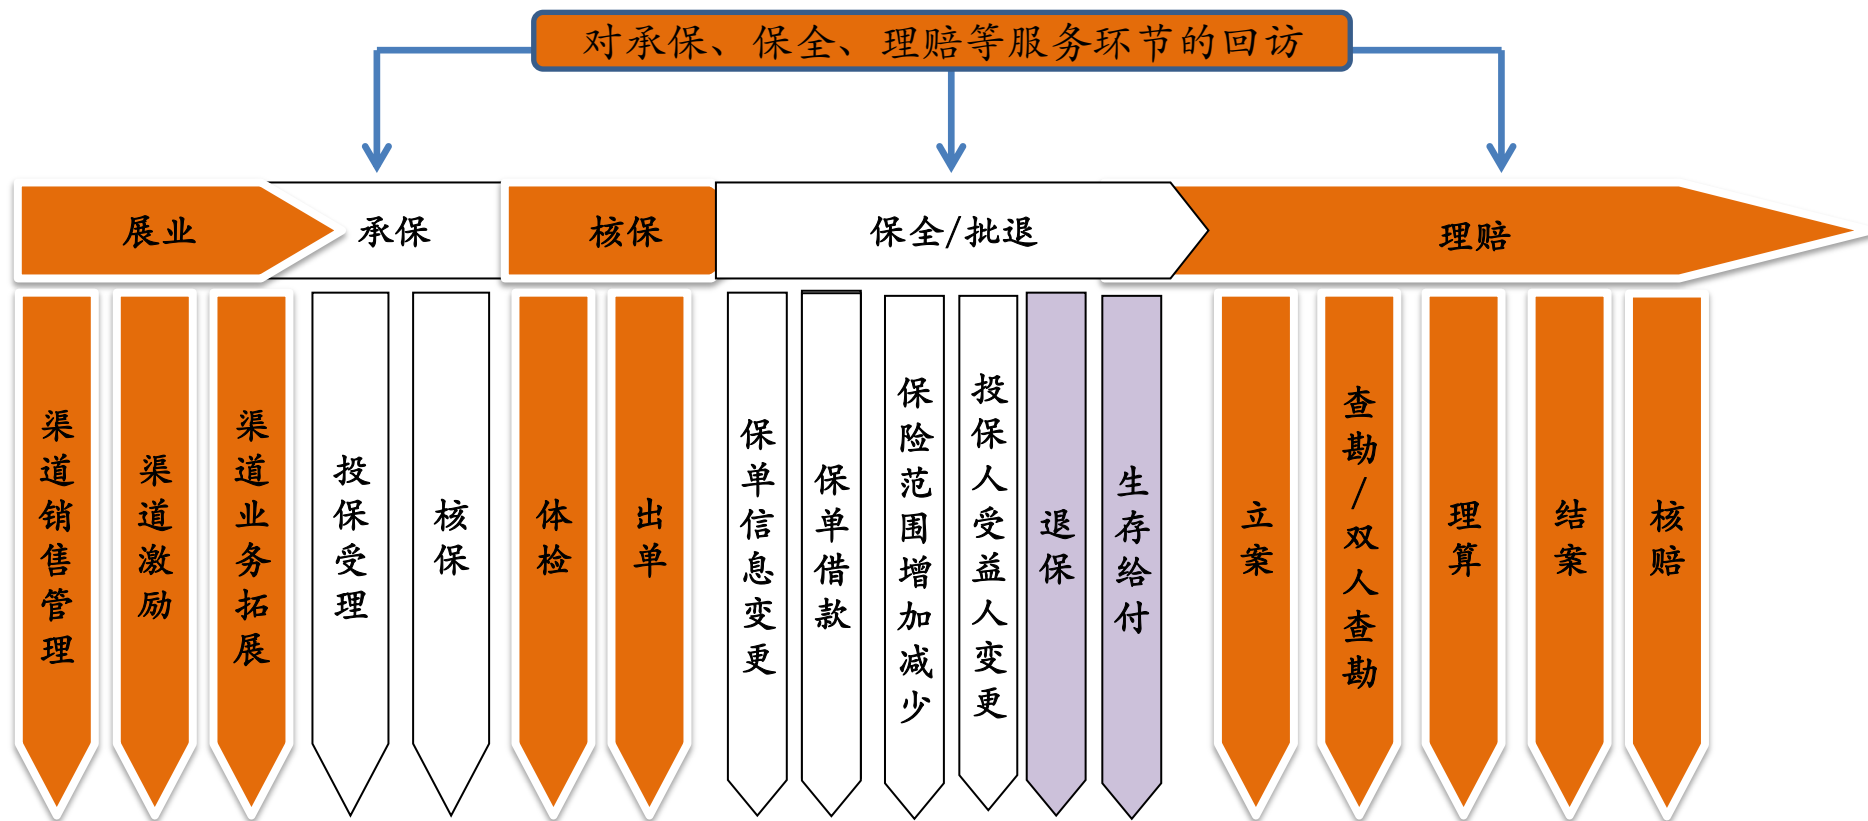 对承保、保全、理赔等服务环节的回访
展业
承保
核保
保全/批退
理赔
渠道销售管理
渠道激励
渠道业务拓展
投保受理
核保
体检
出单
保单信息变更
保单借款
保险范围增加减少
投保人受益人变更
退保
生存给付
立案
查勘/双人查勘
理算
结案
核赔